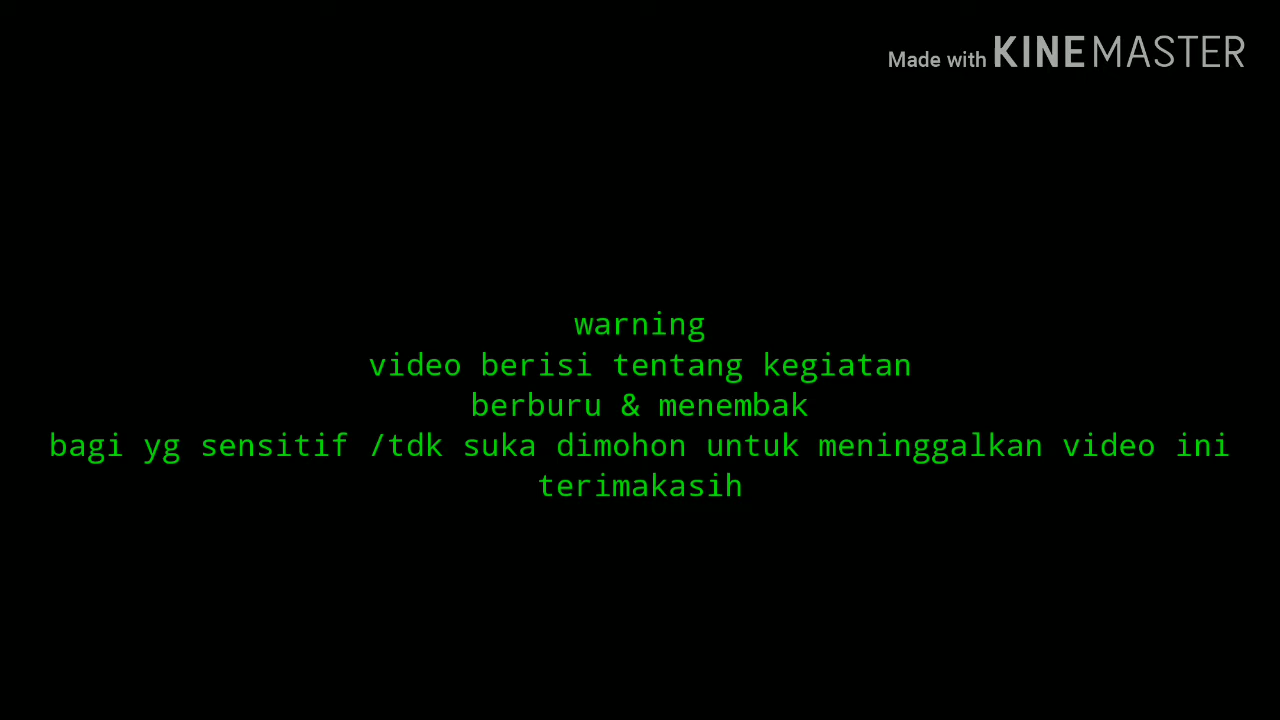 Made with KINEMASTER
warning
video berisi tentang kegiatan
berburu & menembak
bagi yg sensitif /tdk suka dimohon untuk meninggalkan video ini
terimakasih